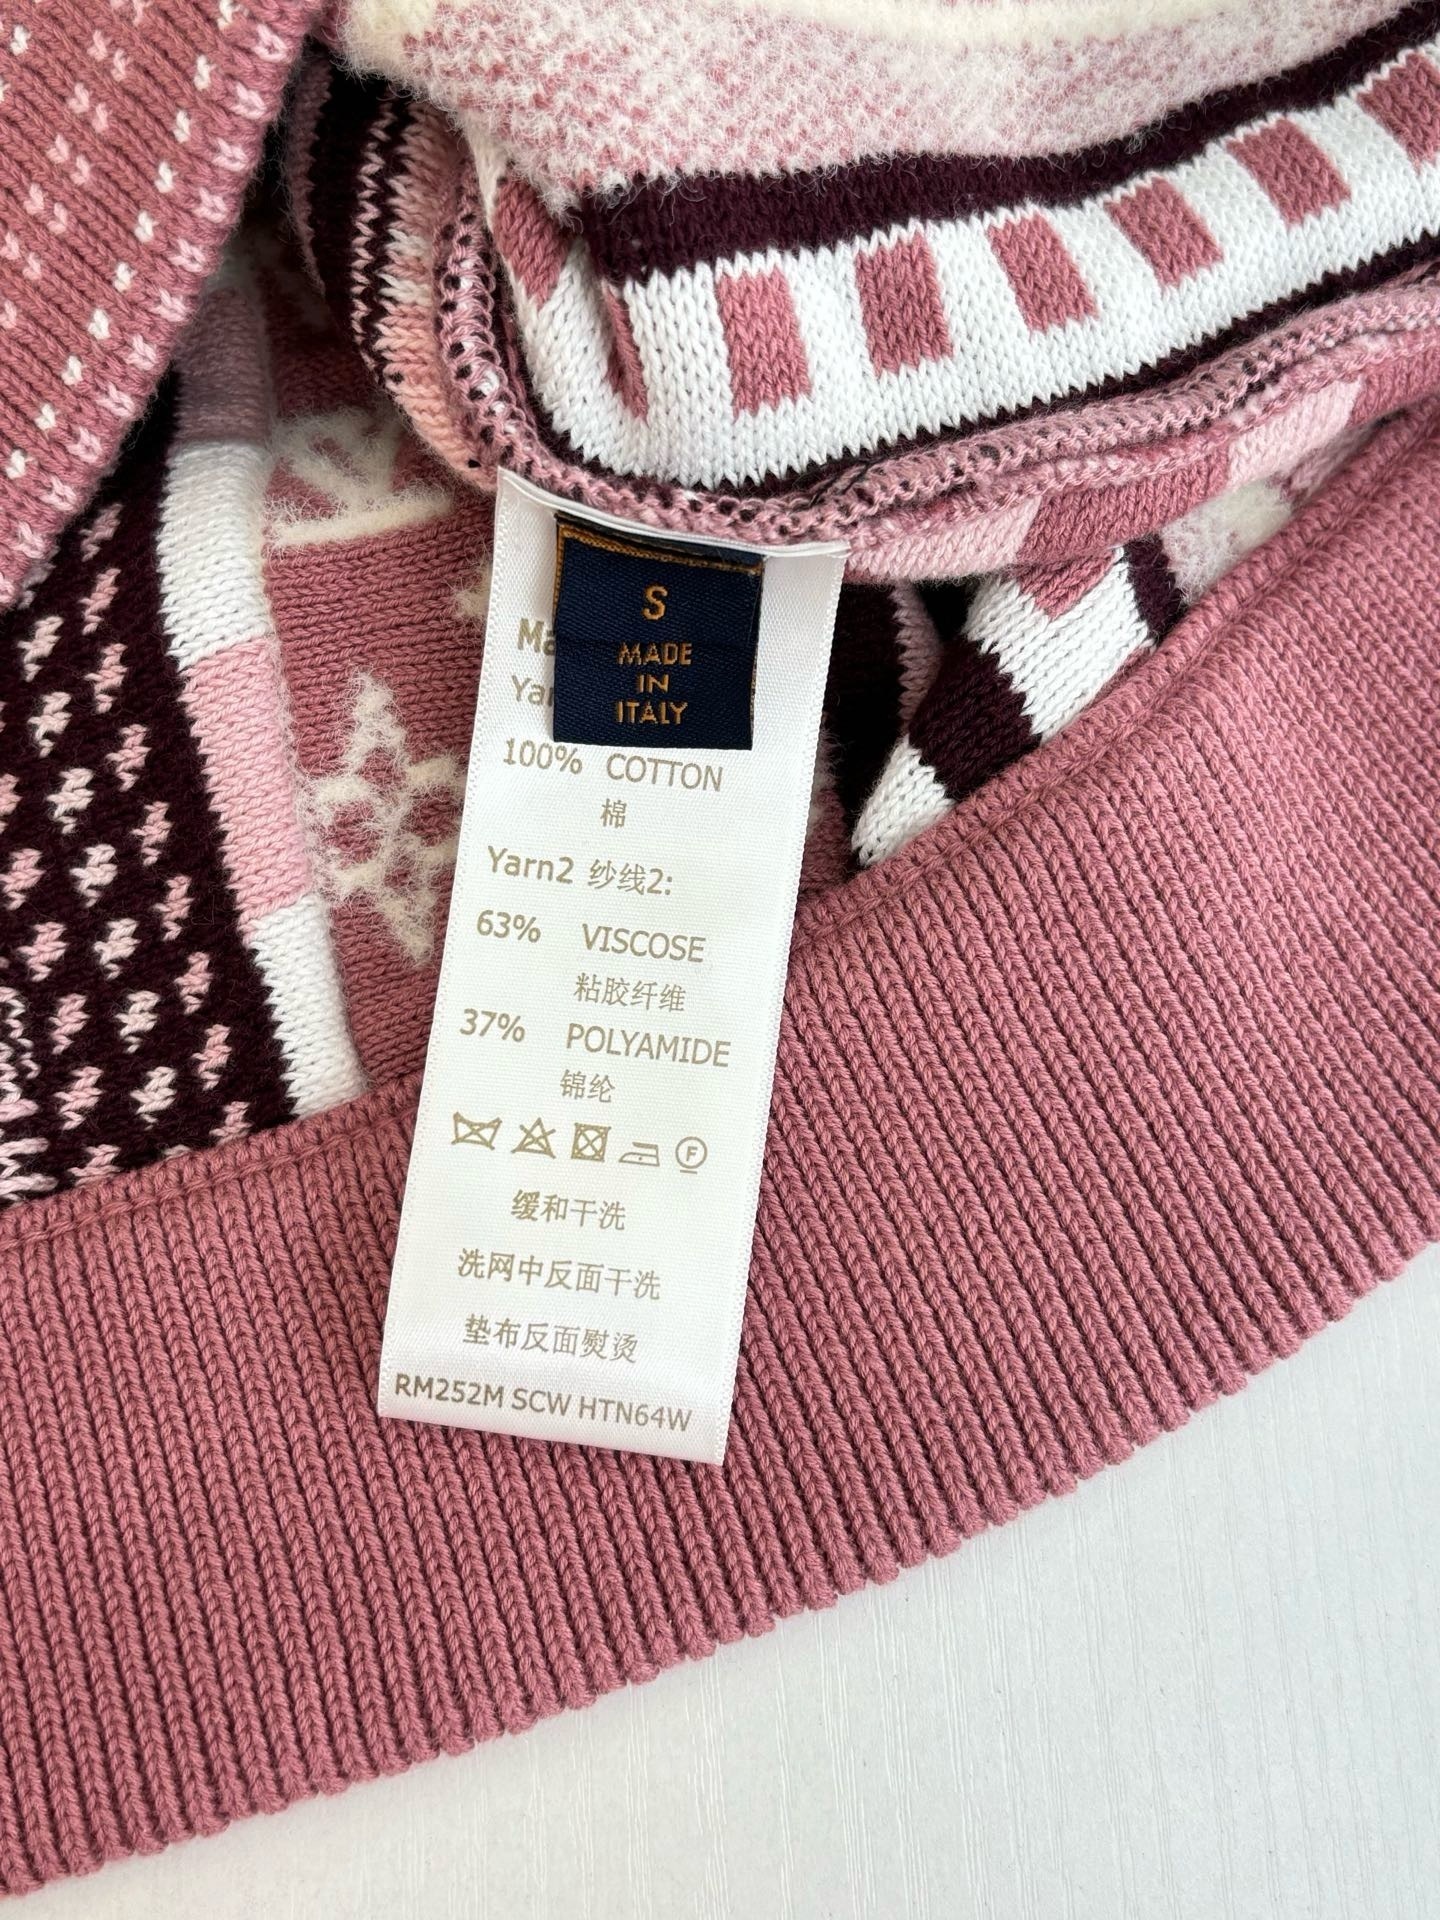 S
MADE
IN
ITALY
100% COTTON
棉
Yarn2 纱线2:
63% VISCOSE
粘胶纤维
37% POLYAMIDE
锦纶
F
缓和干洗
洗网中反面干洗
垫布反面熨烫
RM252M SCW HTN64W